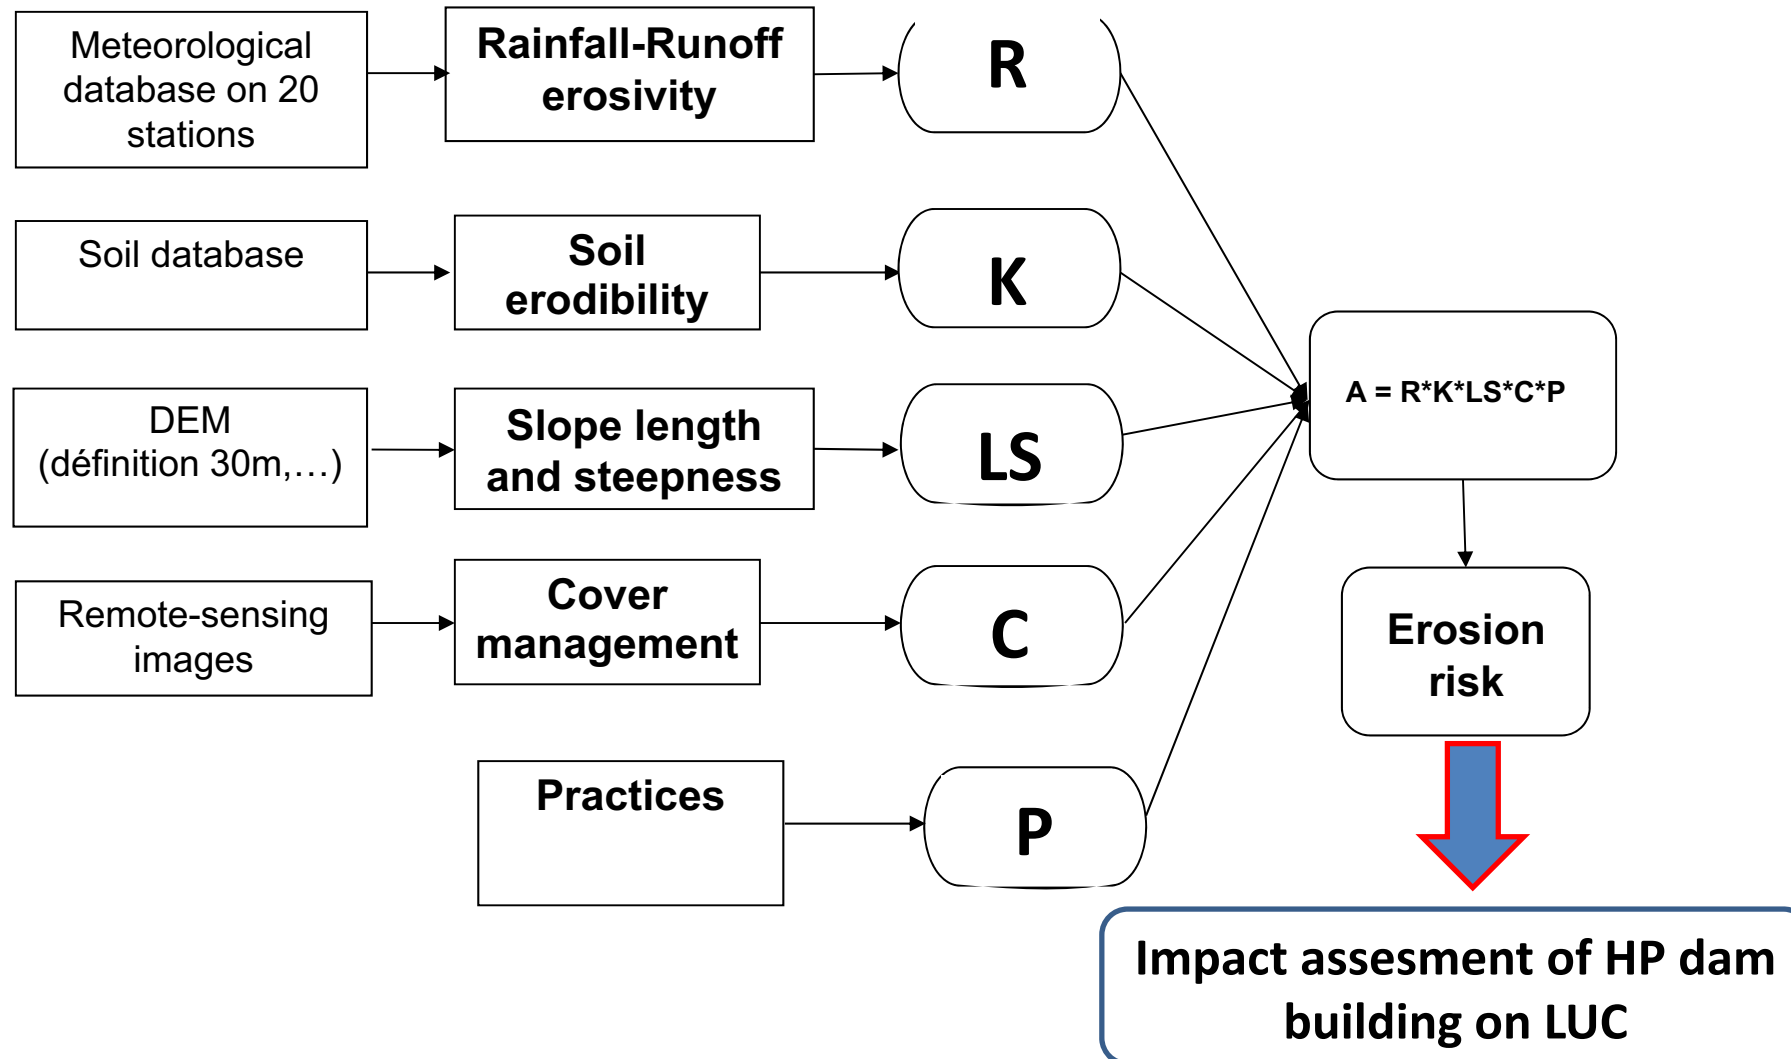 Meteorological
database on 20
stations
Rainfall-Runoff
erosivity
R
Soil database
Soil
erodibility
K
DEM
(définition 30m,...)
Slope length
and steepness
LS
A = R*K*LS*C*P
Remote-sensing
images
Cover
management
C
Erosion
risk
Practices
P
Impact assesment of HP dam
building on LUC